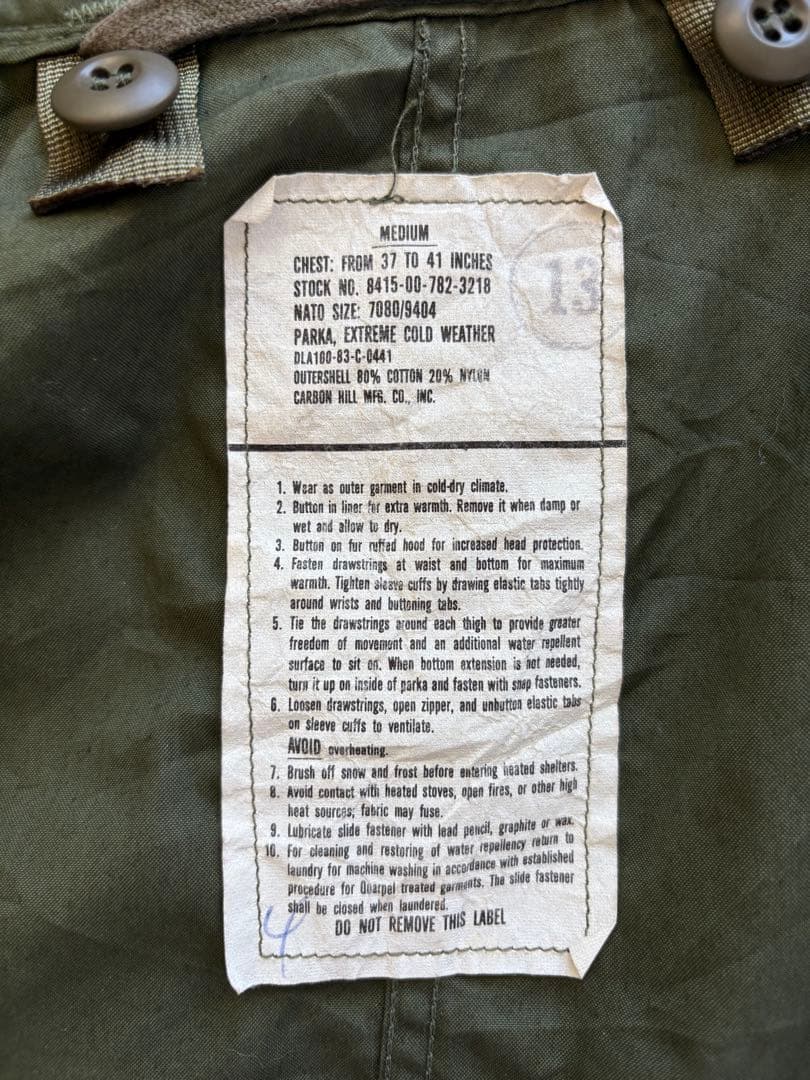 MEDIUM
CHEST: FROM 37 TO 41 INCHES
STOCK NO. 8415-00-782-3218
NATO SIZE: 7080/9404
PARKA, EXTREME COLD WEATHER
DLA100-83-C-0441
OUTERSHELL 80% COTTON 20% NYLON
CARBON HILL MFG. CO., INC.
13
1. Wear as outer garment in cold-dry climate.
2. Button in liner for extra warmth. Remove it when damp or
wet and allow to dry.
3. Button on fur ruffed hood for increased head protection.
4. Fasten drawstrings at waist and bottom for maximum
warmth. Tighten sleeve cuffs by drawing elastic tabs tightly
around wrists and buttoning tabs.
5. Tie the drawstrings around each thigh to provide greater
freedom of movement and an additional water repellent
surface to sit on. When bottom extension is not needed,
turn it up on inside of parka and fasten with snap fasteners.
6. Loosen drawstrings, open zipper, and unbutton elastic tabs
on sleeve cuffs to ventilate.
AVOID overheating.
7. Brush off snow and frost before entering heated shelters.
8. Avoid contact with heated stoves, open fires, or other high
heat sources; fabric may fuse.
9. Lubricate slide fastener with lead pencil, graphite or wax.
10. For cleaning and restoring of water repellency return to
laundry for machine washing in accordance with established
procedure for Quarpel treated garments. The slide fastener
shall be closed when laundered.
DO NOT REMOVE THIS LABEL
4